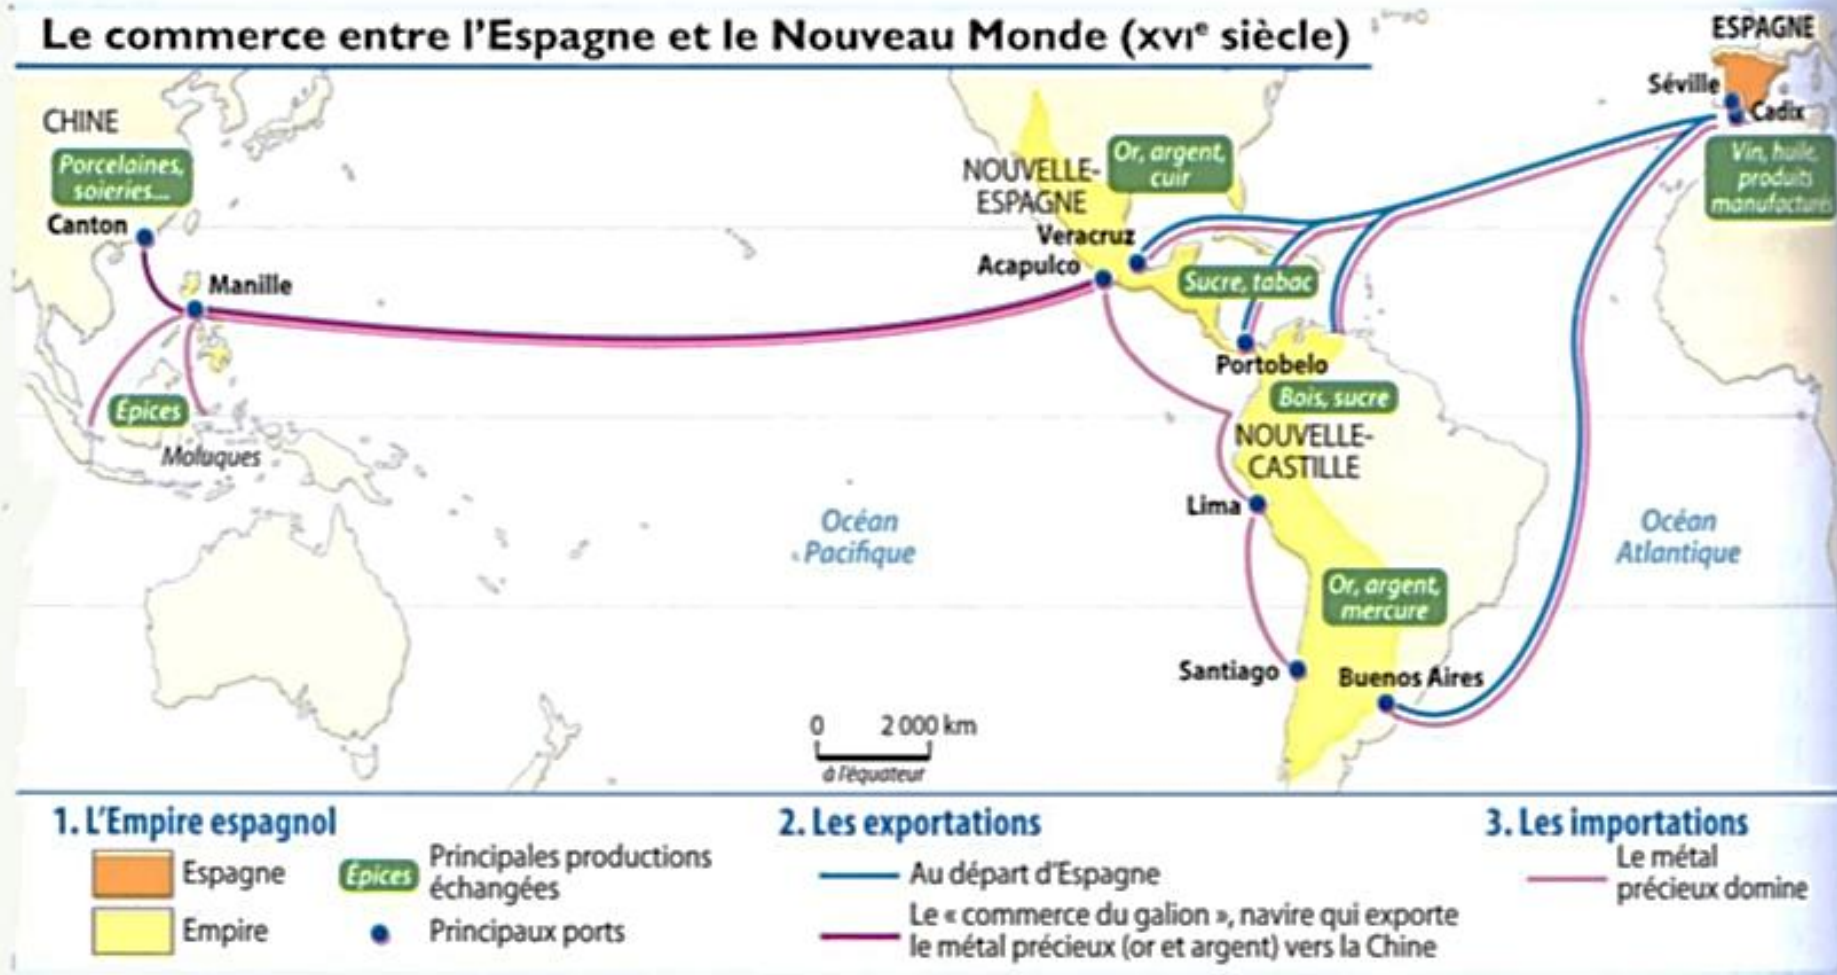 Le commerce entre l'Espagne et le Nouveau Monde (XVIe siècle)
ESPAGNE
Séville
Cadix
CHINE
Porcelaines,
soieries...
Canton
Manille
Épices
Moluques
NOUVELLE-
ESPAGNE
Or, argent,
cuir
Veracruz
Acapulco
Sucre, tabac
Portobelo
Bois, sucre
NOUVELLE-
CASTILLE
Lima
Or, argent,
mercure
Santiago
Buenos Aires
Vin, huile,
produits
manufacturés
Océan
Pacifique
Océan
Atlantique
0 2 000 km
à l'équateur
1. L'Empire espagnol
Espagne
Empire
Épices
Principales productions
échangées
Principaux ports
2. Les exportations
Au départ d'Espagne
Le « commerce du galion », navire qui exporte
le métal précieux (or et argent) vers la Chine
3. Les importations
Le métal
précieux domine